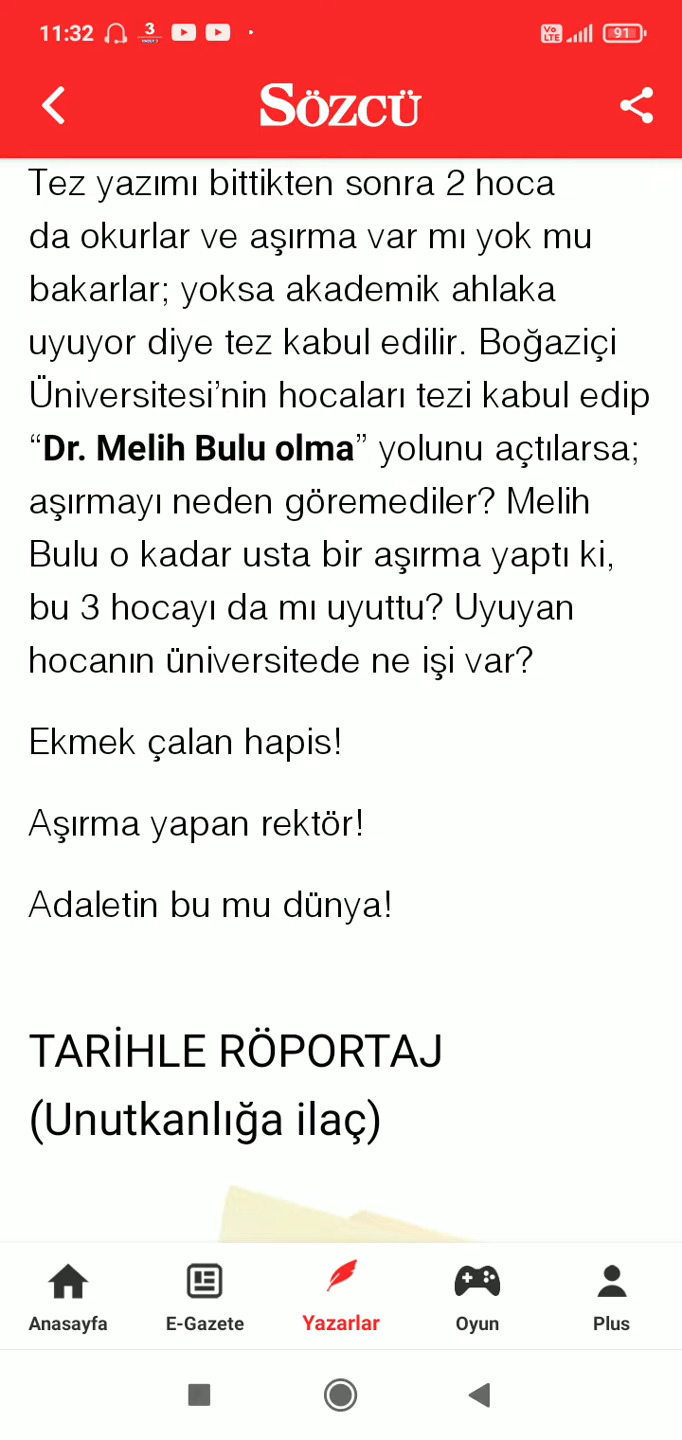 11:32
3
Vo LTE
91
SÖZCÜ
Tez yazımı bittikten sonra 2 hoca
da okurlar ve aşırma var mı yok mu
bakarlar; yoksa akademik ahlaka
uyuyor diye tez kabul edilir. Boğaziçi
Üniversitesi’nin hocaları tezi kabul edip
“Dr. Melih Bulu olma” yolunu açtılarsa;
aşırmayı neden göremediler? Melih
Bulu o kadar usta bir aşırma yaptı ki,
bu 3 hocayı da mı uyuttu? Uyuyan
hocanın üniversitede ne işi var?
Ekmek çalan hapis!
Aşırma yapan rektör!
Adaletin bu mu dünya!
TARİHLE RÖPORTAJ
(Unutkanlığa ilaç)
Anasayfa E-Gazete Yazarlar Oyun Plus